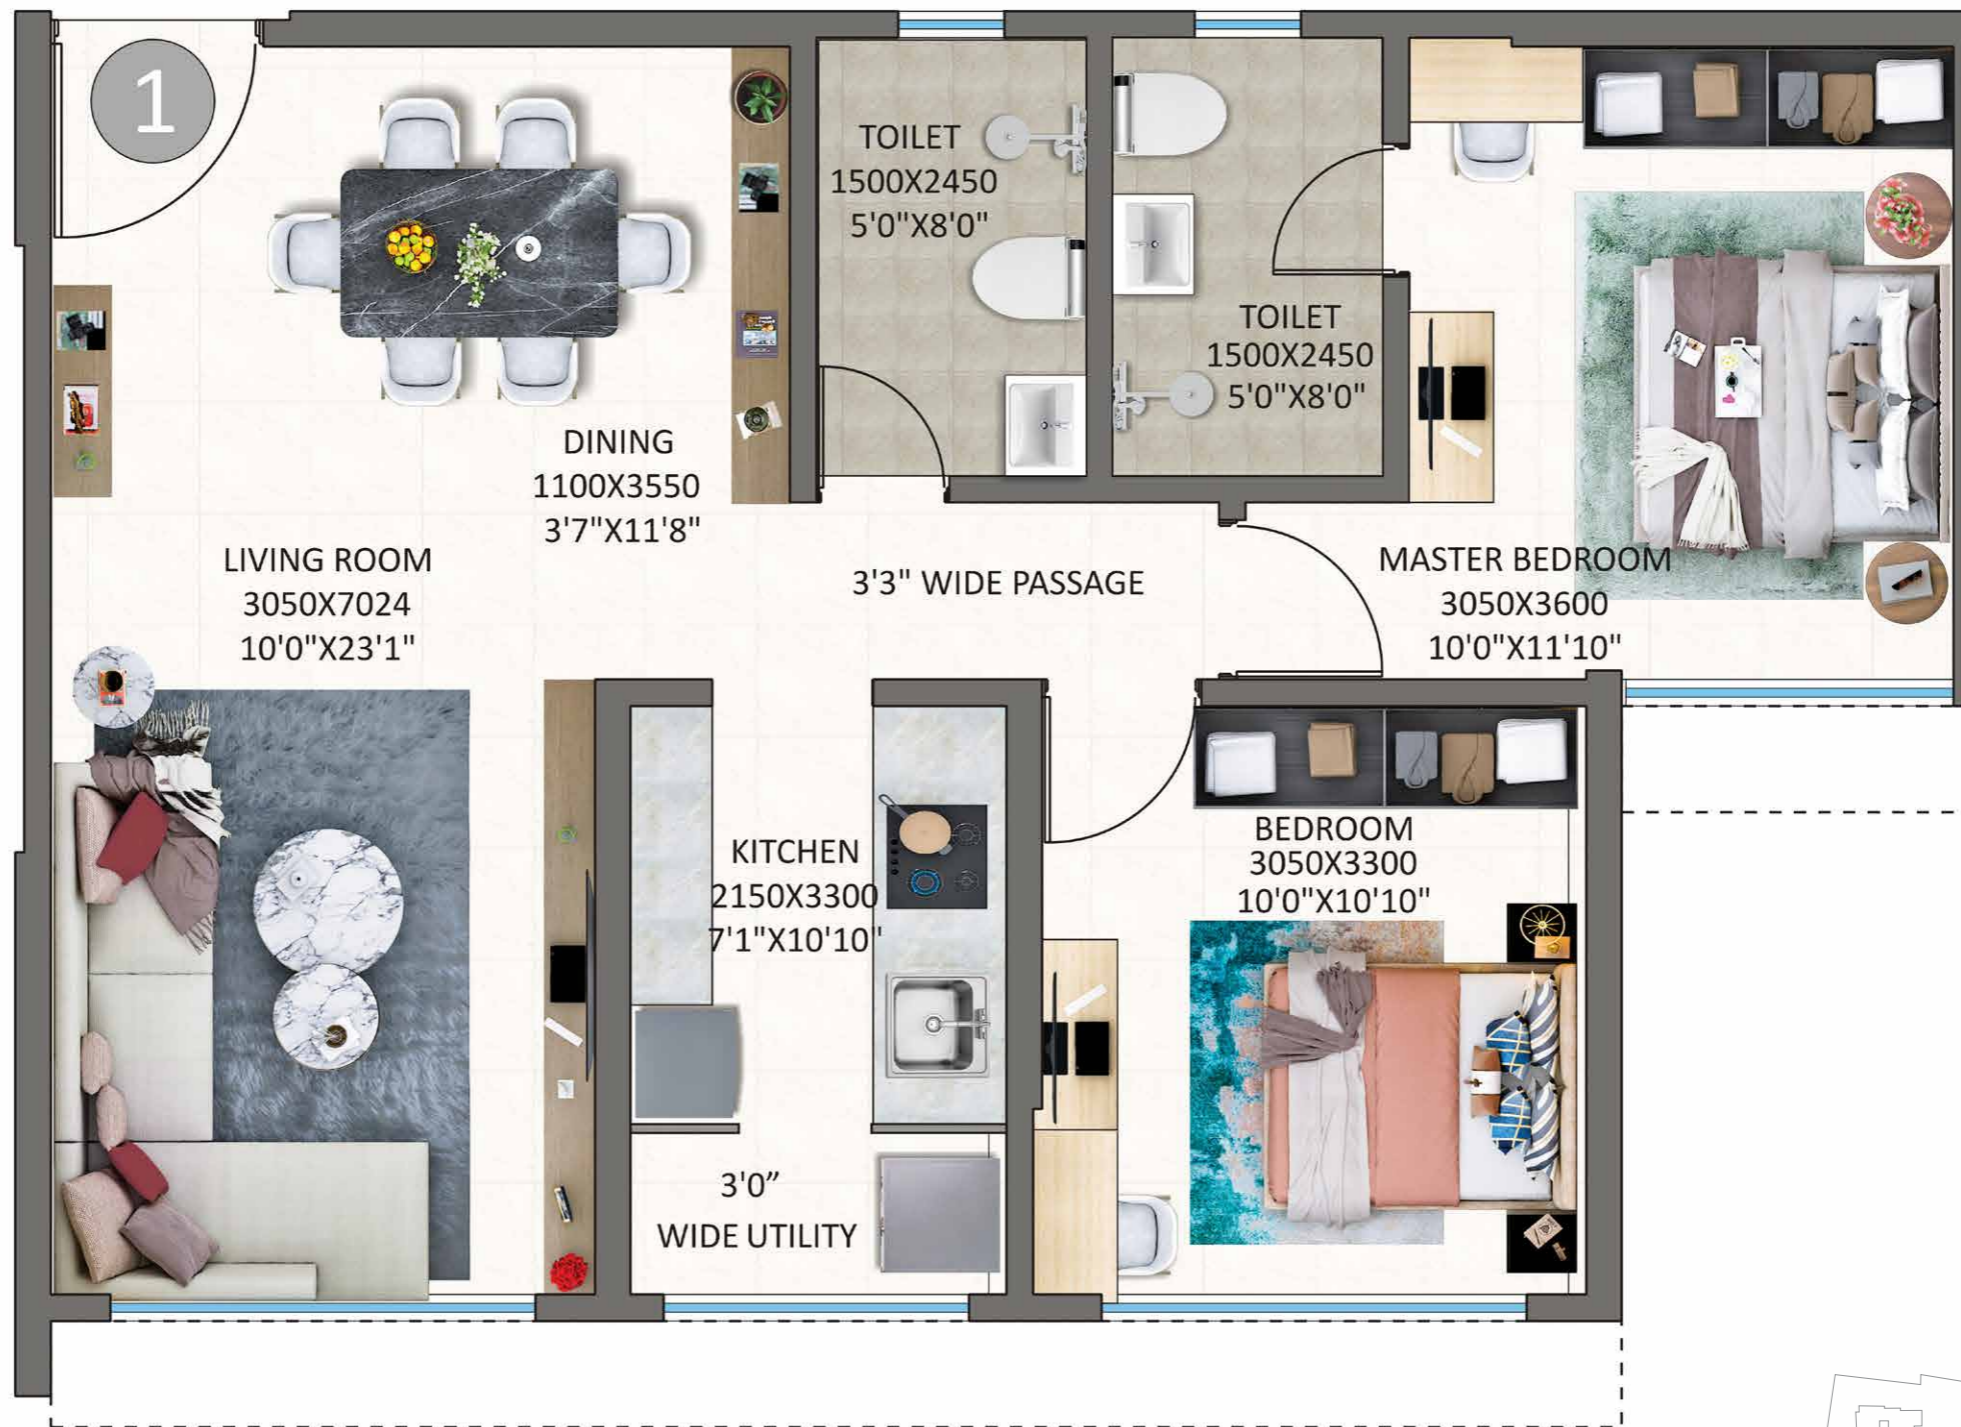 1
TOILET
1500X2450
5'0"X8'0"
TOILET
1500X2450
5'0"X8'0"
DINING
1100X3550
3'7"X11'8"
LIVING ROOM
3050X7024
10'0"X23'1"
3'3" WIDE PASSAGE
MASTER BEDROOM
3050X3600
10'0"X11'10"
KITCHEN
2150X3300
7'1"X10'10"
BEDROOM
3050X3300
10'0"X10'10"
3'0”
WIDE UTILITY